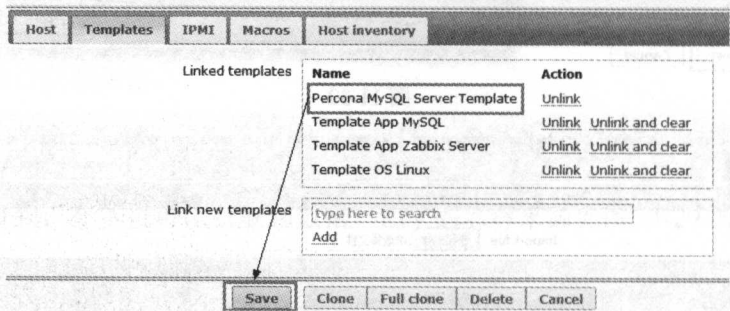 Host Templates IPMI Macros Host inventory
Linked templates Name Action
Percona MySQL Server Template Unlink
Template App MySQL Unlink Unlink and clear
Template App Zabbix Server Unlink Unlink and clear
Template OS Linux Unlink Unlink and clear
Link new templates type here to search
Add
Save Clone Full clone Delete Cancel